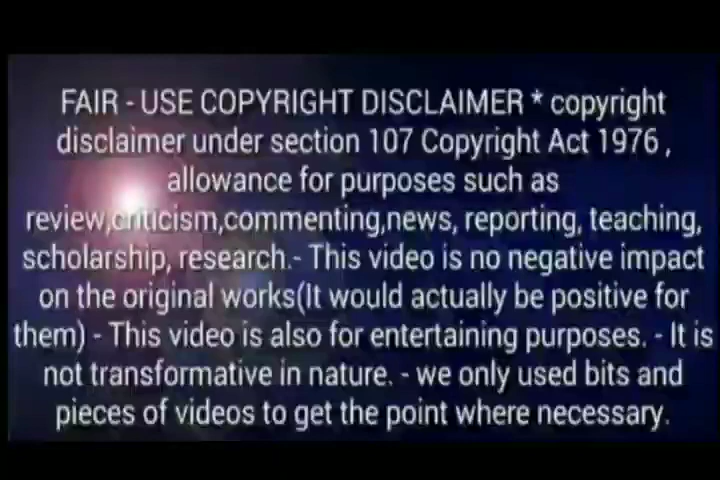 FAIR - USE COPYRIGHT DISCLAIMER * copyright
disclaimer under section 107 Copyright Act 1976 ,
allowance for purposes such as
review,criticism,commenting,news, reporting, teaching,
scholarship, research.- This video is no negative impact
on the original works(It would actually be positive for
them) - This video is also for entertaining purposes. - It is
not transformative in nature. - we only used bits and
pieces of videos to get the point where necessary.